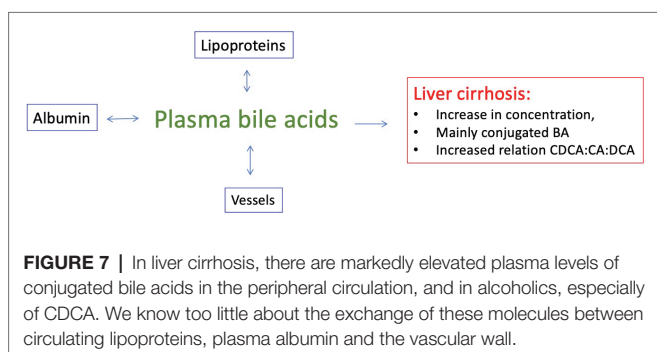 Lipoproteins
Albumin
Plasma bile acids
Vessels
Liver cirrhosis:
• Increase in concentration,
• Mainly conjugated BA
• Increased relation CDCA:CA:DCA
FIGURE 7 | In liver cirrhosis, there are markedly elevated plasma levels of
conjugated bile acids in the peripheral circulation, and in alcoholics, especially
of CDCA. We know too little about the exchange of these molecules between
circulating lipoproteins, plasma albumin and the vascular wall.